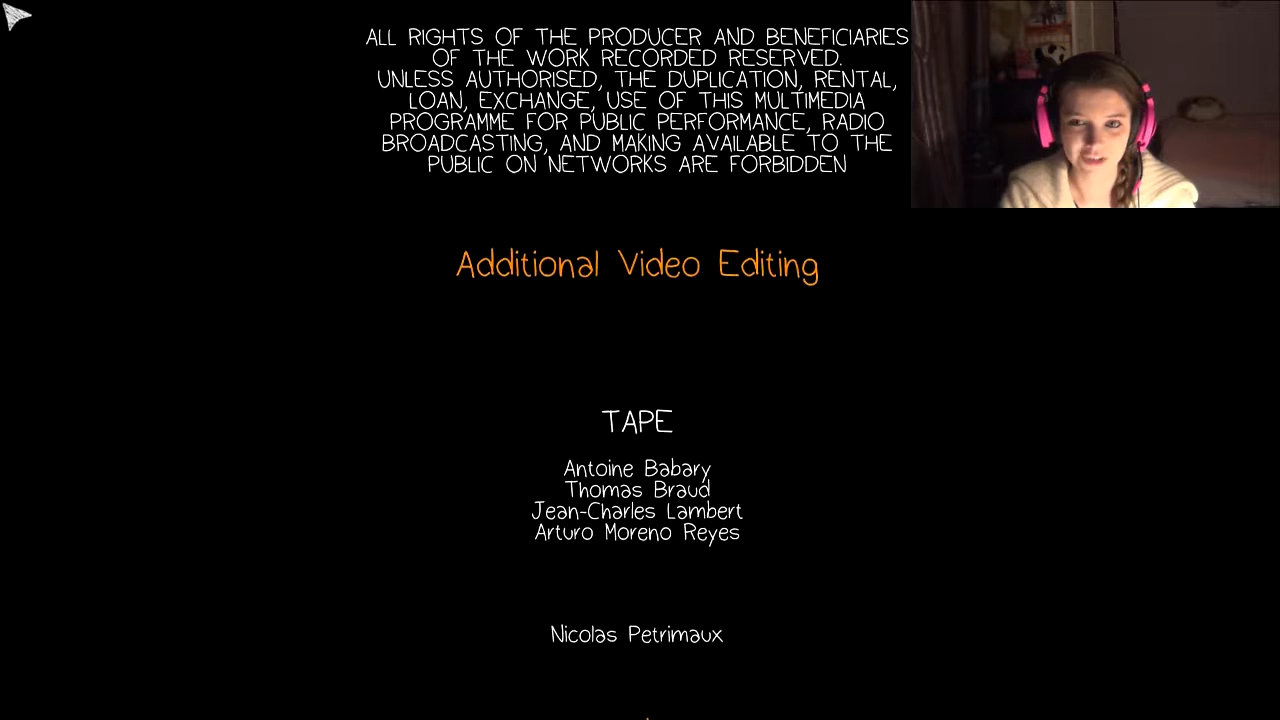 ALL RIGHTS OF THE PRODUCER AND BENEFICIARIES
OF THE WORK RECORDED RESERVED.
UNLESS AUTHORISED, THE DUPLICATION, RENTAL,
LOAN, EXCHANGE, USE OF THIS MULTIMEDIA
PROGRAMME FOR PUBLIC PERFORMANCE, RADIO
BROADCASTING, AND MAKING AVAILABLE TO THE
PUBLIC ON NETWORKS ARE FORBIDDEN
Additional Video Editing
TAPE
Antoine Babary
Thomas Braud
Jean-Charles Lambert
Arturo Moreno Reyes
Nicolas Petrimaux